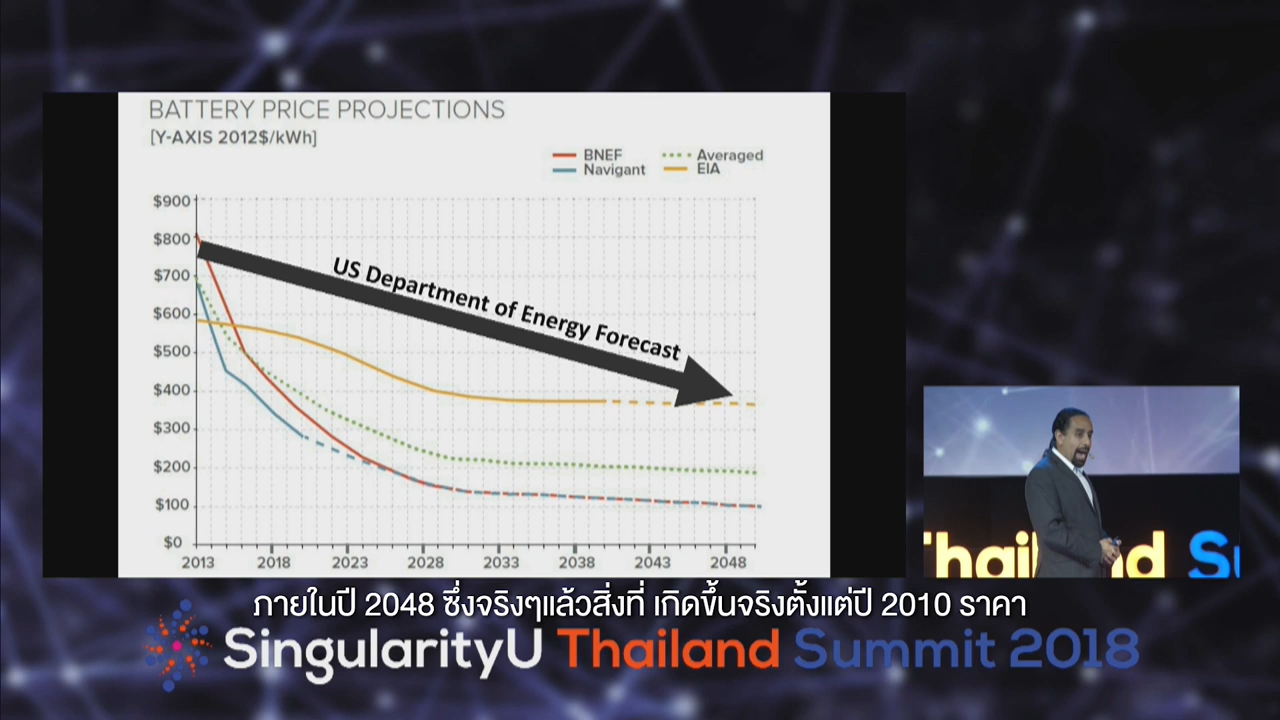 BATTERY PRICE PROJECTIONS
[Y-AXIS 2012$/kWh]
BNEF
Averaged
Navigant
EIA
$900
$800
$700
$600
$500
$400
$300
$200
$100
$0
US Department of Energy Forecast
2013 2018 2023 2028 2033 2038 2043 2048
Thailand Su
ภายในปี 2048 ซึ่งจริงๆแล้วสิ่งที่ เกิดขึ้นจริงตั้งแต่ปี 2010 ราคา
SingularityU Thailand Summit 2018